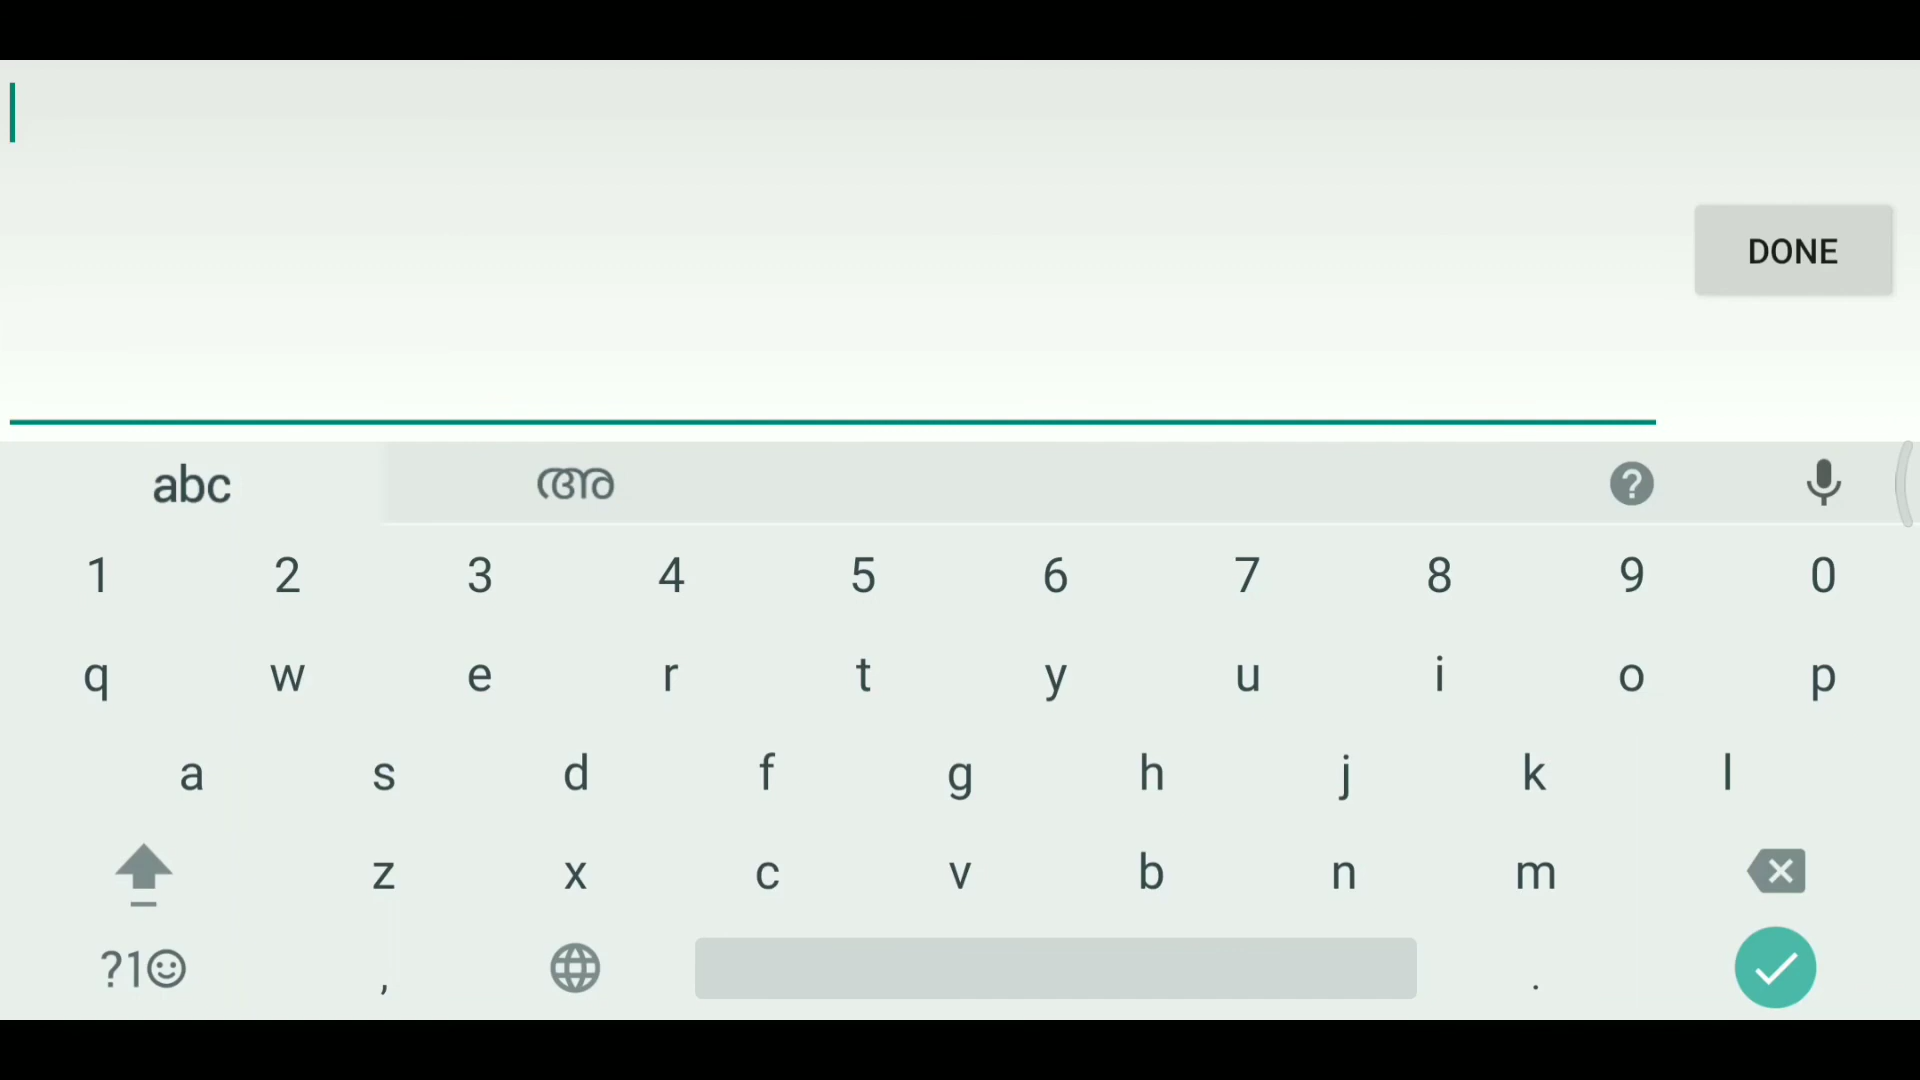 DONE
abc അ
1 2 3 4 5 6 7 8 9 0
q w e r t y u i o p
a s d f g h j k l
z x c v b n m
?1☺ , .